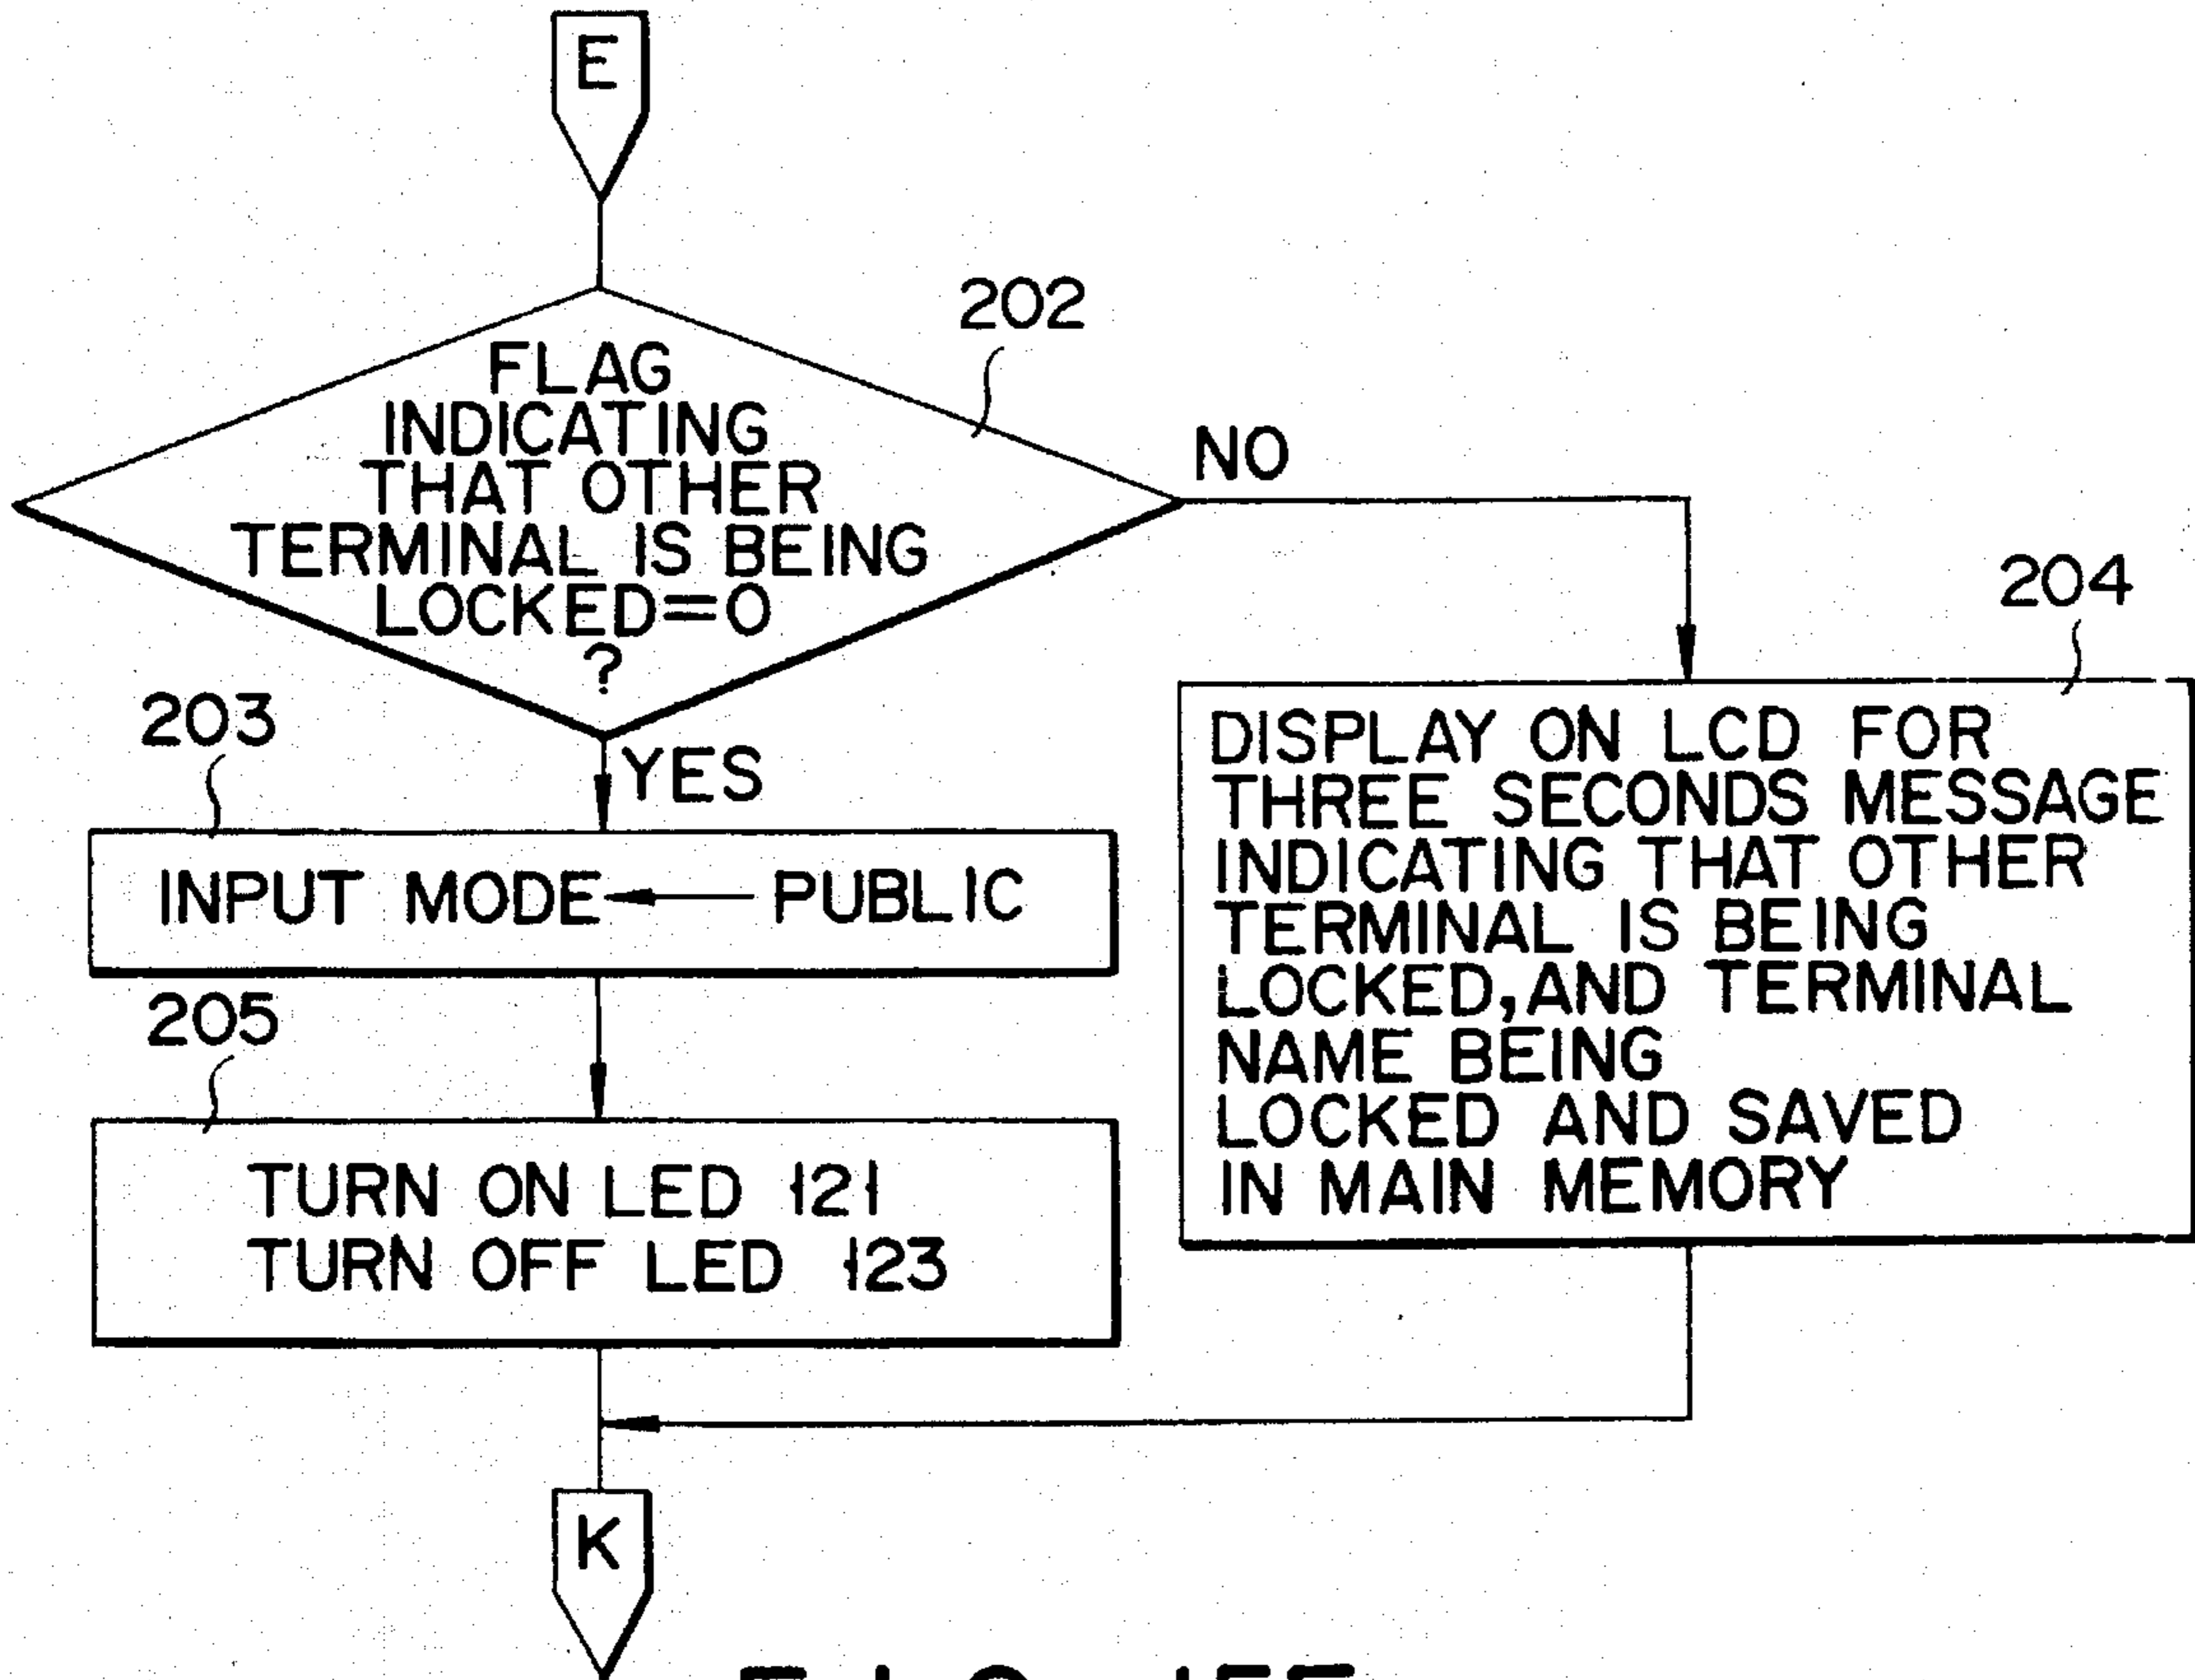 E
202
FLAG
INDICATING
THAT OTHER
TERMINAL IS BEING
LOCKED=0
?
NO
204
203
YES
DISPLAY ON LCD FOR
THREE SECONDS MESSAGE
INDICATING THAT OTHER
TERMINAL IS BEING
LOCKED, AND TERMINAL
NAME BEING
LOCKED AND SAVED
IN MAIN MEMORY
INPUT MODE ← PUBLIC
205
TURN ON LED 121
TURN OFF LED 123
K